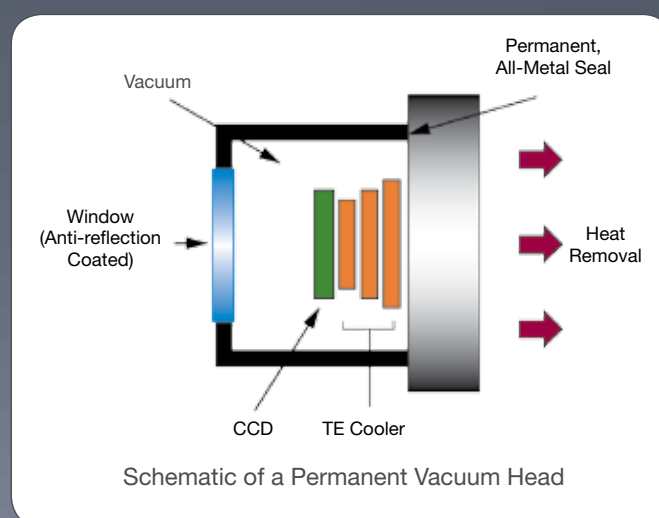 Permanent,
All-Metal Seal
Vacuum
Window
(Anti-reflection
Coated)
Heat
Removal
CCD
TE Cooler
Schematic of a Permanent Vacuum Head